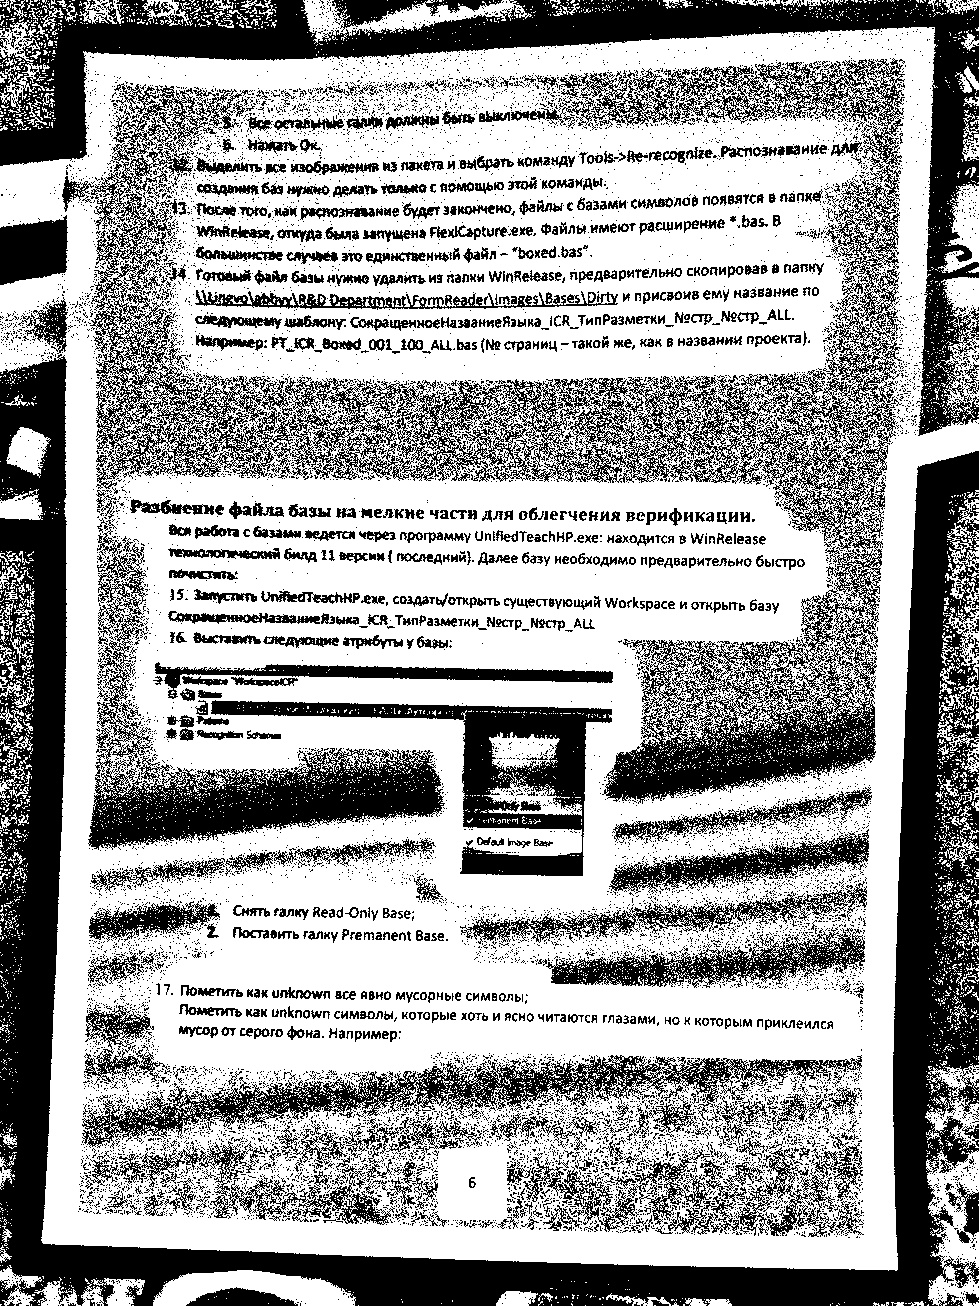 5. Все остальные галки должны быть выключены.
6. Нажать Ок.
12. Выделить все изображения из пакета и выбрать команду Tools->Re-recognize. Распознавание для
создания баз нужно делать только с помощью этой команды.
13. После того, как распознавание будет закончено, файлы с базами символов появятся в папке
WinRelease, откуда была запущена FlexiCapture.exe. Файлы имеют расширение *.bas. В
большинстве случаев это единственный файл – "boxed.bas".
14. Готовый файл базы нужно удалить из папки WinRelease, предварительно скопировав в папку
\\Lingvo\abbyy\R&D Department\FormReader\Images\Bases\Dirty и присвоив ему название по
следующему шаблону: СокращенноеНазваниеЯзыка_ICR_ТипРазметки_№стр_№стр_ALL.
Например: PT_ICR_Boxed_001_100_ALL.bas (№ страниц – такой же, как в названии проекта).
Разбиение файла базы на мелкие части для облегчения верификации.
Вся работа с базами ведется через программу UnifiedTeachHP.exe: находится в WinRelease
технологический билд 11 версии ( последний). Далее базу необходимо предварительно быстро
почистить:
15. Запустить UnifiedTeachHP.exe, создать/открыть существующий Workspace и открыть базу
СокращенноеНазваниеЯзыка_ICR_ТипРазметки_№стр_№стр_ALL
16. Выставить следующие атрибуты у базы:
Workspace "WorkspaceICR"
Bases
Patterns
Recognition Schemes
Read-Only Base
Permanent Base
Default Image Base
1. Снять галку Read-Only Base;
2. Поставить галку Premanent Base.
17. Пометить как unknown все явно мусорные символы;
Пометить как unknown символы, которые хоть и ясно читаются глазами, но к которым приклеился
мусор от серого фона. Например:
6